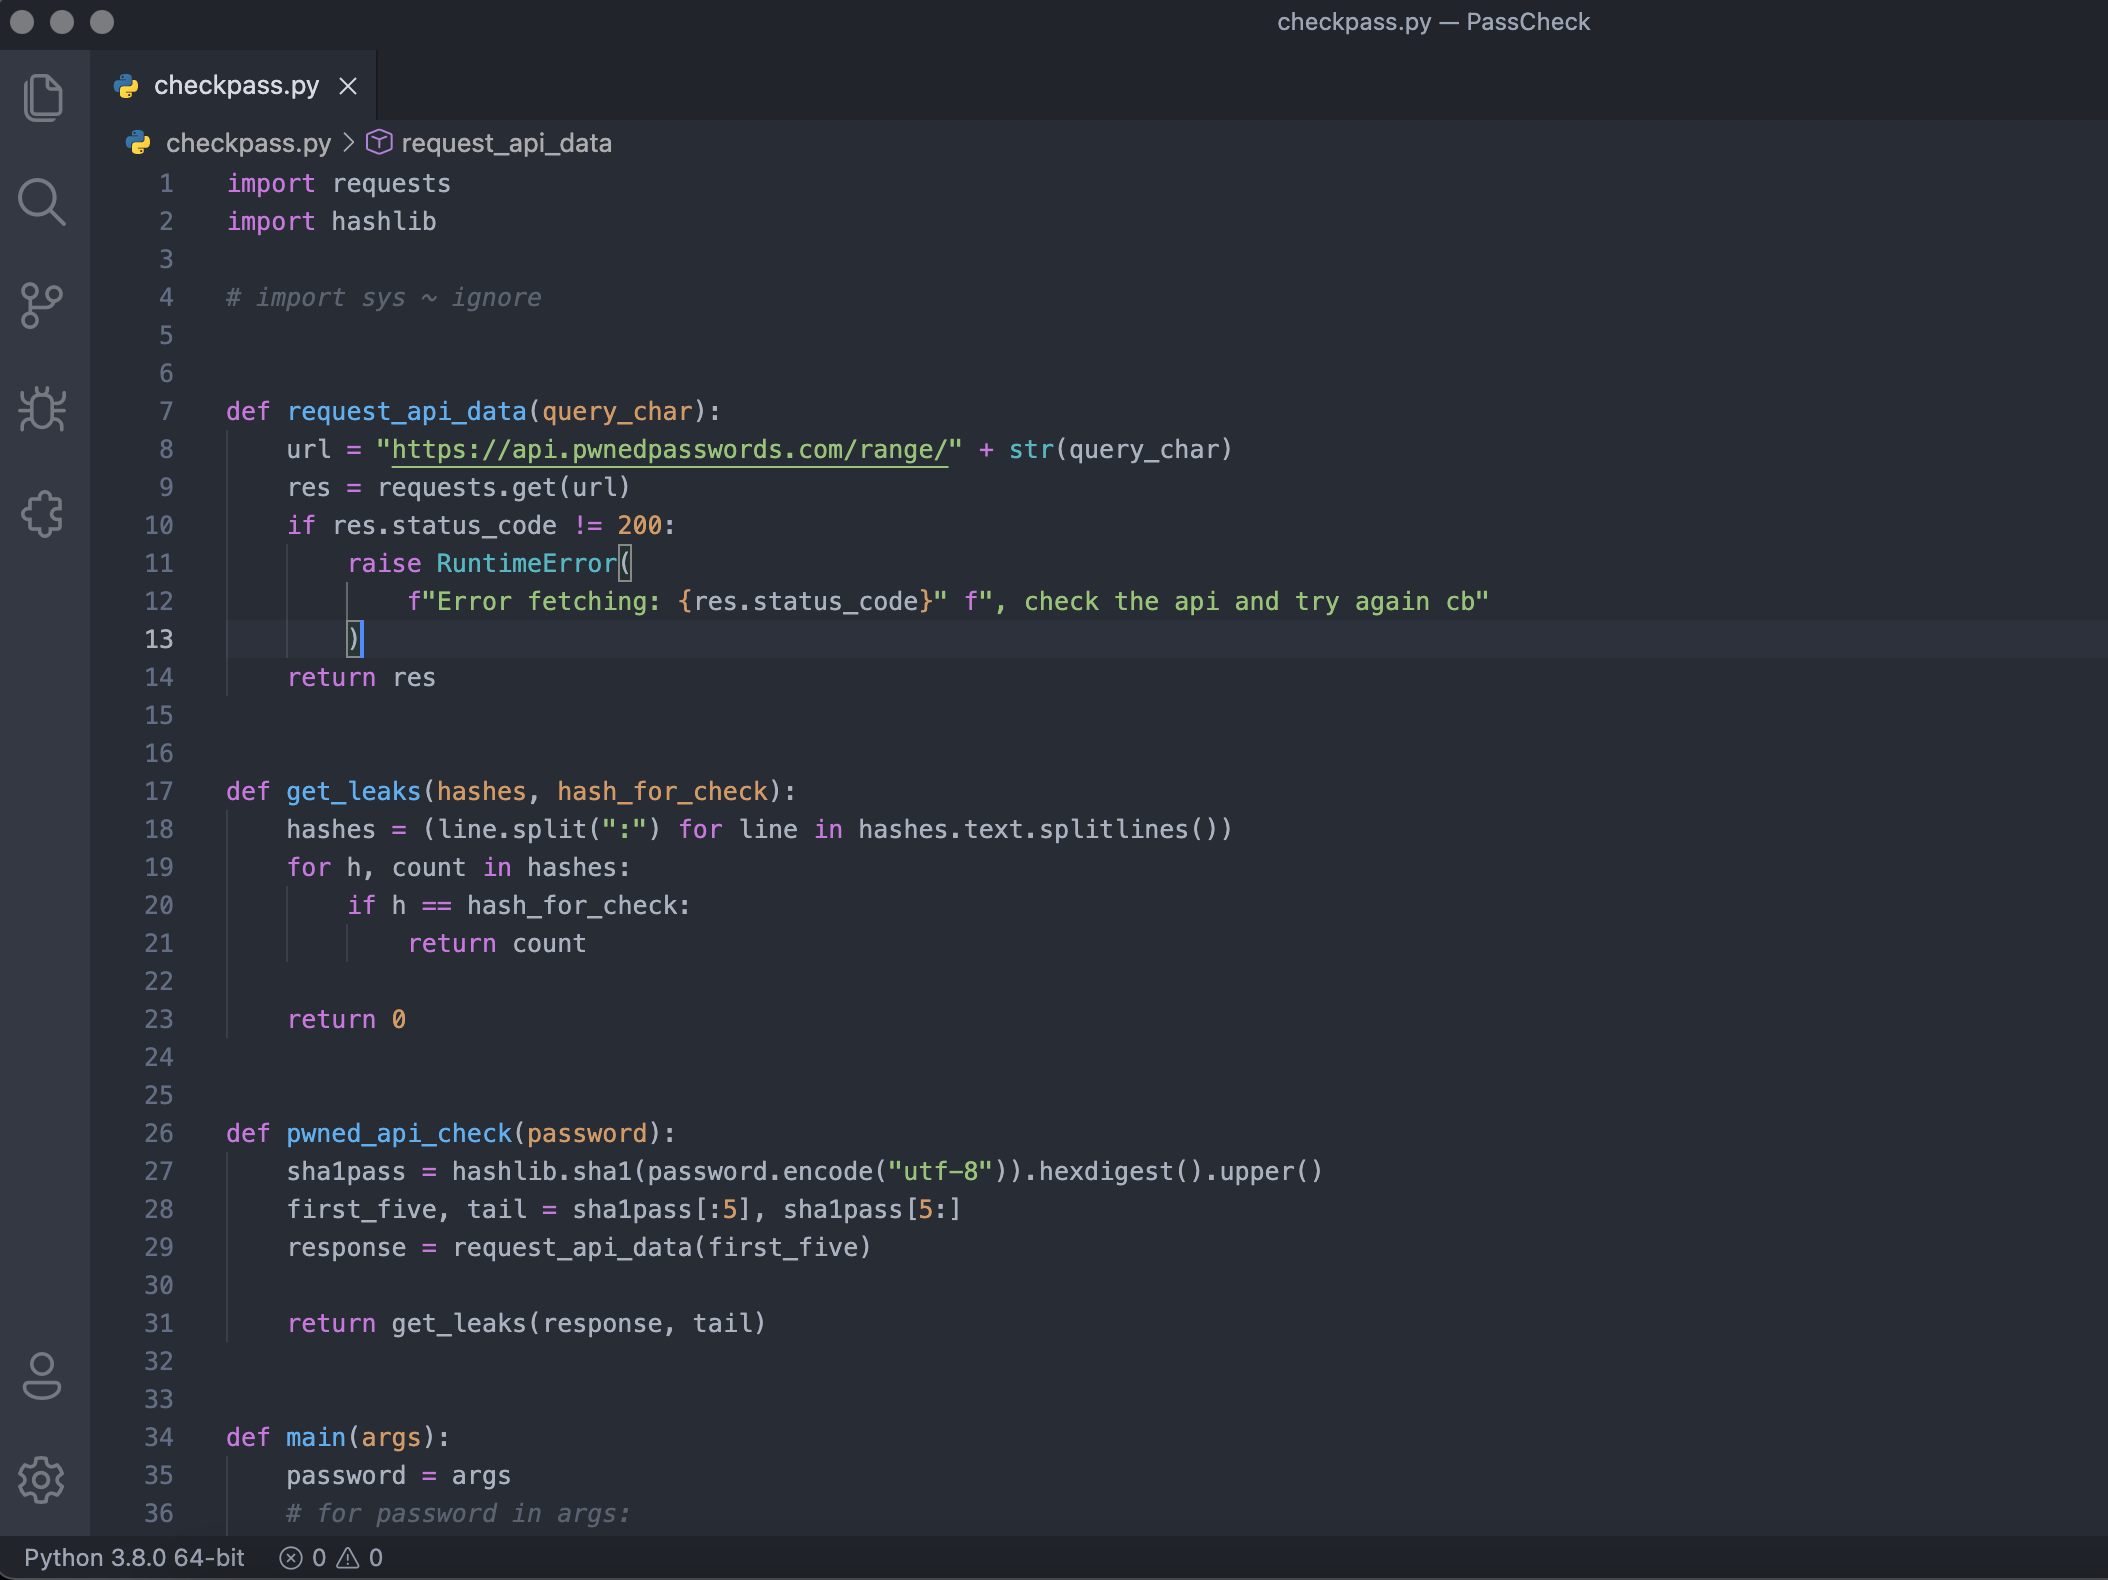 checkpass.py — PassCheck
checkpass.py
checkpass.py > request_api_data
1 import requests
2 import hashlib
3
4 # import sys ~ ignore
5
6
7 def request_api_data(query_char):
8     url = "https://api.pwnedpasswords.com/range/" + str(query_char)
9     res = requests.get(url)
10     if res.status_code != 200:
11         raise RuntimeError(
12             f"Error fetching: {res.status_code}" f", check the api and try again cb"
13         )
14     return res
15
16
17 def get_leaks(hashes, hash_for_check):
18     hashes = (line.split(":") for line in hashes.text.splitlines())
19     for h, count in hashes:
20         if h == hash_for_check:
21             return count
22
23     return 0
24
25
26 def pwned_api_check(password):
27     sha1pass = hashlib.sha1(password.encode("utf-8")).hexdigest().upper()
28     first_five, tail = sha1pass[:5], sha1pass[5:]
29     response = request_api_data(first_five)
30
31     return get_leaks(response, tail)
32
33
34 def main(args):
35     password = args
36     # for password in args:
Python 3.8.0 64-bit 0 0